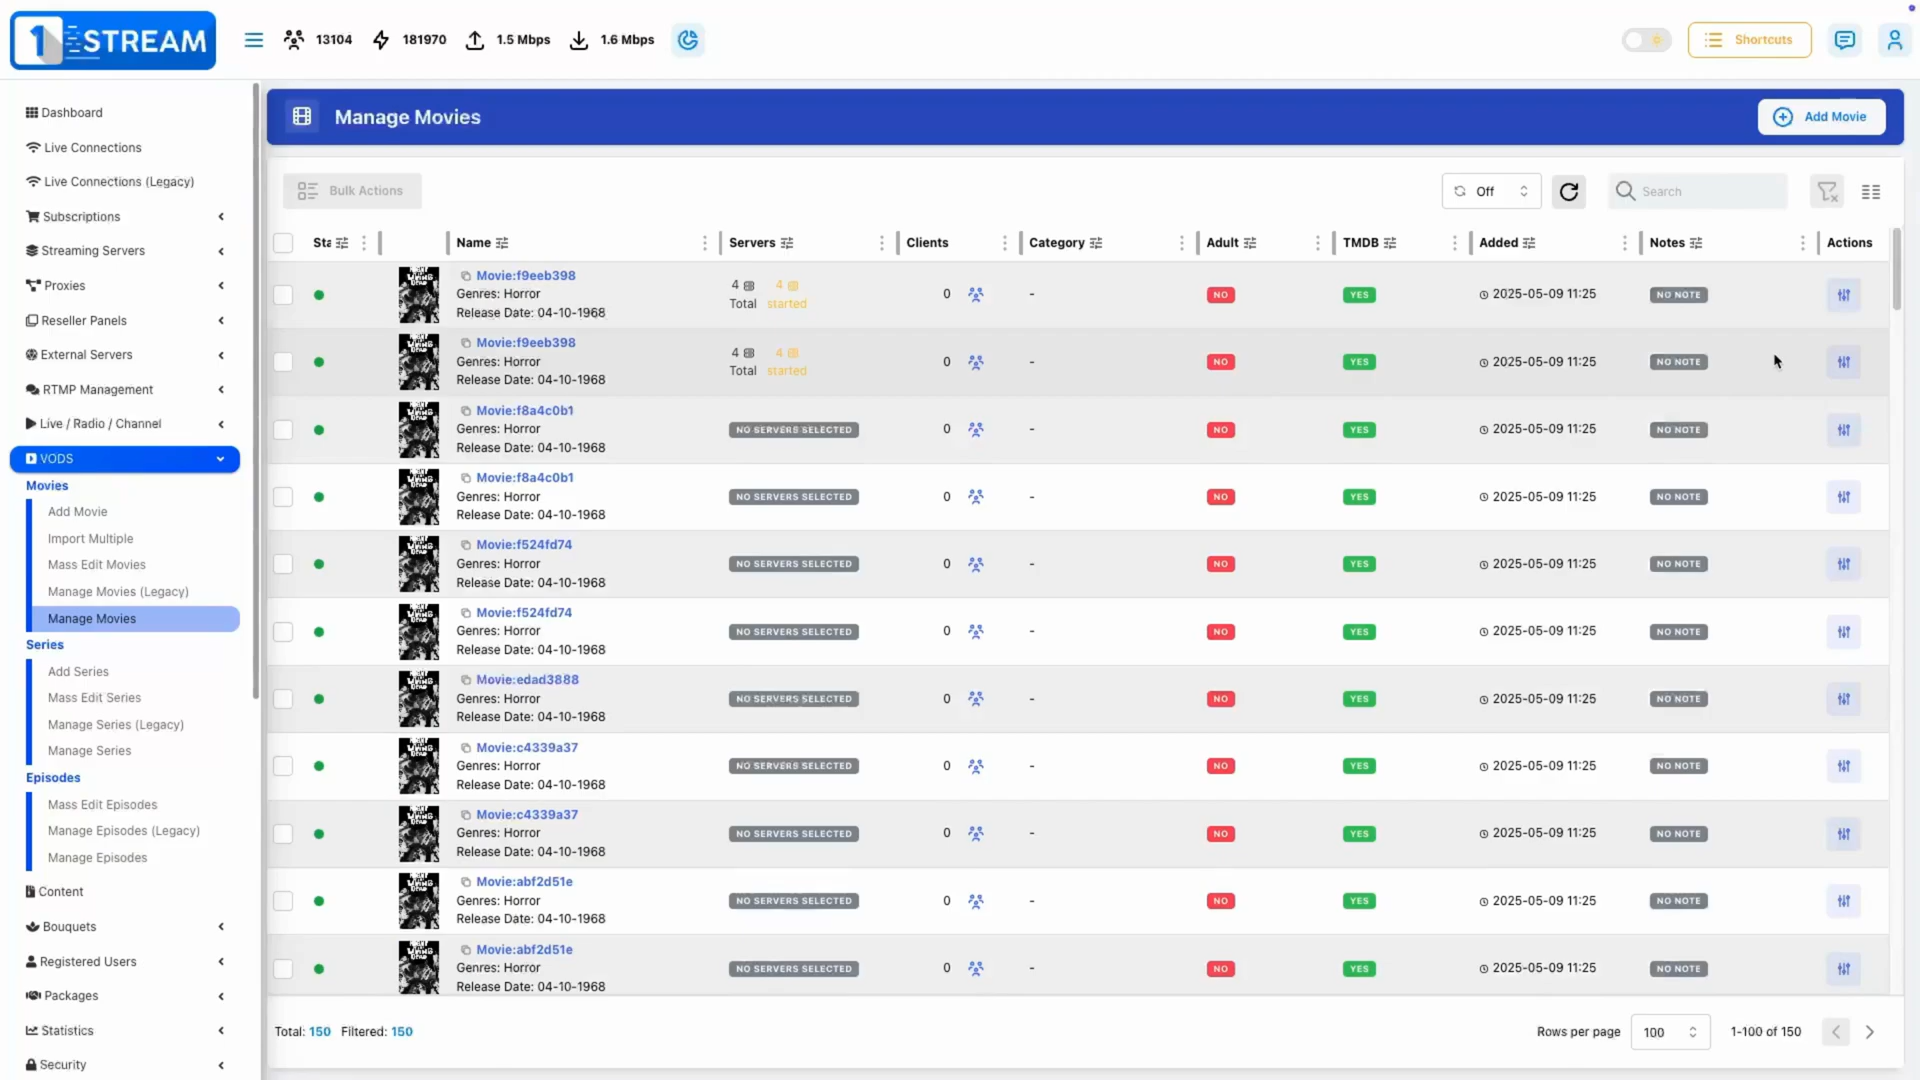 1 STREAM
13104
181970
1.5 Mbps
1.6 Mbps
Shortcuts
Dashboard
Live Connections
Live Connections (Legacy)
Subscriptions
Streaming Servers
Proxies
Reseller Panels
External Servers
RTMP Management
Live / Radio / Channel
VODS
Movies
Add Movie
Import Multiple
Mass Edit Movies
Manage Movies (Legacy)
Manage Movies
Series
Add Series
Mass Edit Series
Manage Series (Legacy)
Manage Series
Episodes
Mass Edit Episodes
Manage Episodes (Legacy)
Manage Episodes
Content
Bouquets
Registered Users
Packages
Statistics
Security
Manage Movies
Add Movie
Bulk Actions
Off
Search
Sta Name Servers Clients Category Adult TMDB Added Notes Actions
Movie:f9eeb398
Genres: Horror
Release Date: 04-10-1968
4 4
Total started
0 - NO YES 2025-05-09 11:25 NO NOTE
Movie:f9eeb398
Genres: Horror
Release Date: 04-10-1968
4 4
Total started
0 - NO YES 2025-05-09 11:25 NO NOTE
Movie:f8a4c0b1
Genres: Horror
Release Date: 04-10-1968
NO SERVERS SELECTED 0 - NO YES 2025-05-09 11:25 NO NOTE
Movie:f8a4c0b1
Genres: Horror
Release Date: 04-10-1968
NO SERVERS SELECTED 0 - NO YES 2025-05-09 11:25 NO NOTE
Movie:f524fd74
Genres: Horror
Release Date: 04-10-1968
NO SERVERS SELECTED 0 - NO YES 2025-05-09 11:25 NO NOTE
Movie:f524fd74
Genres: Horror
Release Date: 04-10-1968
NO SERVERS SELECTED 0 - NO YES 2025-05-09 11:25 NO NOTE
Movie:edad3888
Genres: Horror
Release Date: 04-10-1968
NO SERVERS SELECTED 0 - NO YES 2025-05-09 11:25 NO NOTE
Movie:c4339a37
Genres: Horror
Release Date: 04-10-1968
NO SERVERS SELECTED 0 - NO YES 2025-05-09 11:25 NO NOTE
Movie:c4339a37
Genres: Horror
Release Date: 04-10-1968
NO SERVERS SELECTED 0 - NO YES 2025-05-09 11:25 NO NOTE
Movie:abf2d51e
Genres: Horror
Release Date: 04-10-1968
NO SERVERS SELECTED 0 - NO YES 2025-05-09 11:25 NO NOTE
Movie:abf2d51e
Genres: Horror
Release Date: 04-10-1968
NO SERVERS SELECTED 0 - NO YES 2025-05-09 11:25 NO NOTE
Total: 150 Filtered: 150
Rows per page 100 1-100 of 150